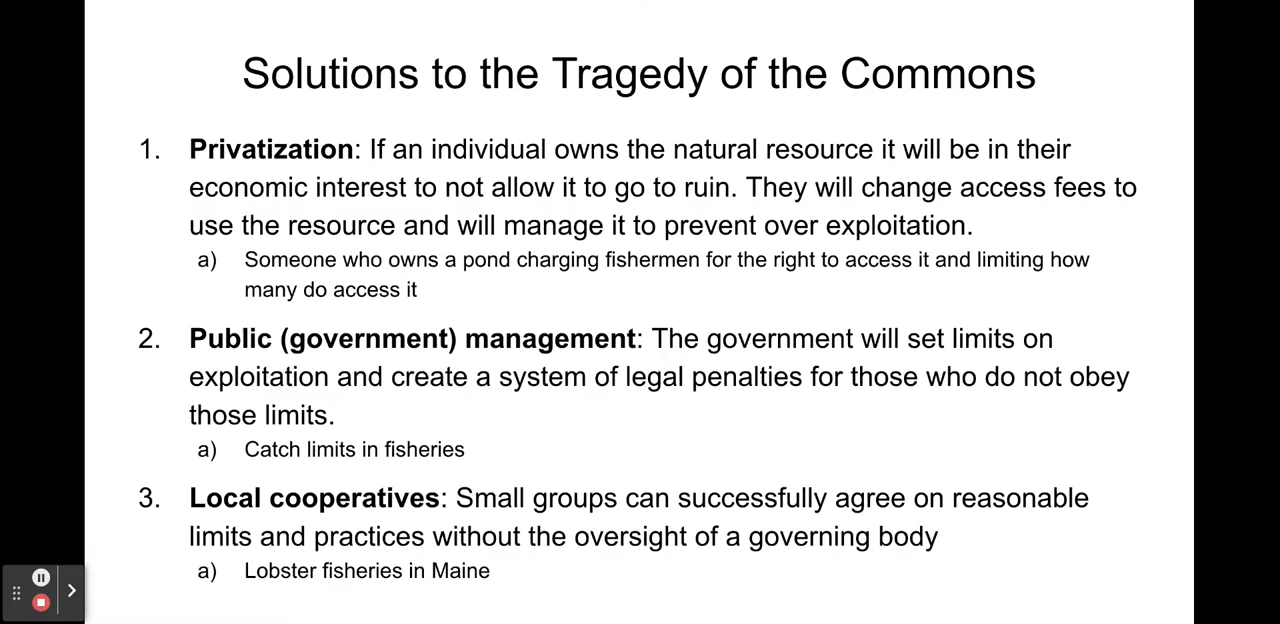 Solutions to the Tragedy of the Commons
1. Privatization: If an individual owns the natural resource it will be in their
economic interest to not allow it to go to ruin. They will change access fees to
use the resource and will manage it to prevent over exploitation.
a) Someone who owns a pond charging fishermen for the right to access it and limiting how
many do access it
2. Public (government) management: The government will set limits on
exploitation and create a system of legal penalties for those who do not obey
those limits.
a) Catch limits in fisheries
3. Local cooperatives: Small groups can successfully agree on reasonable
limits and practices without the oversight of a governing body
a) Lobster fisheries in Maine